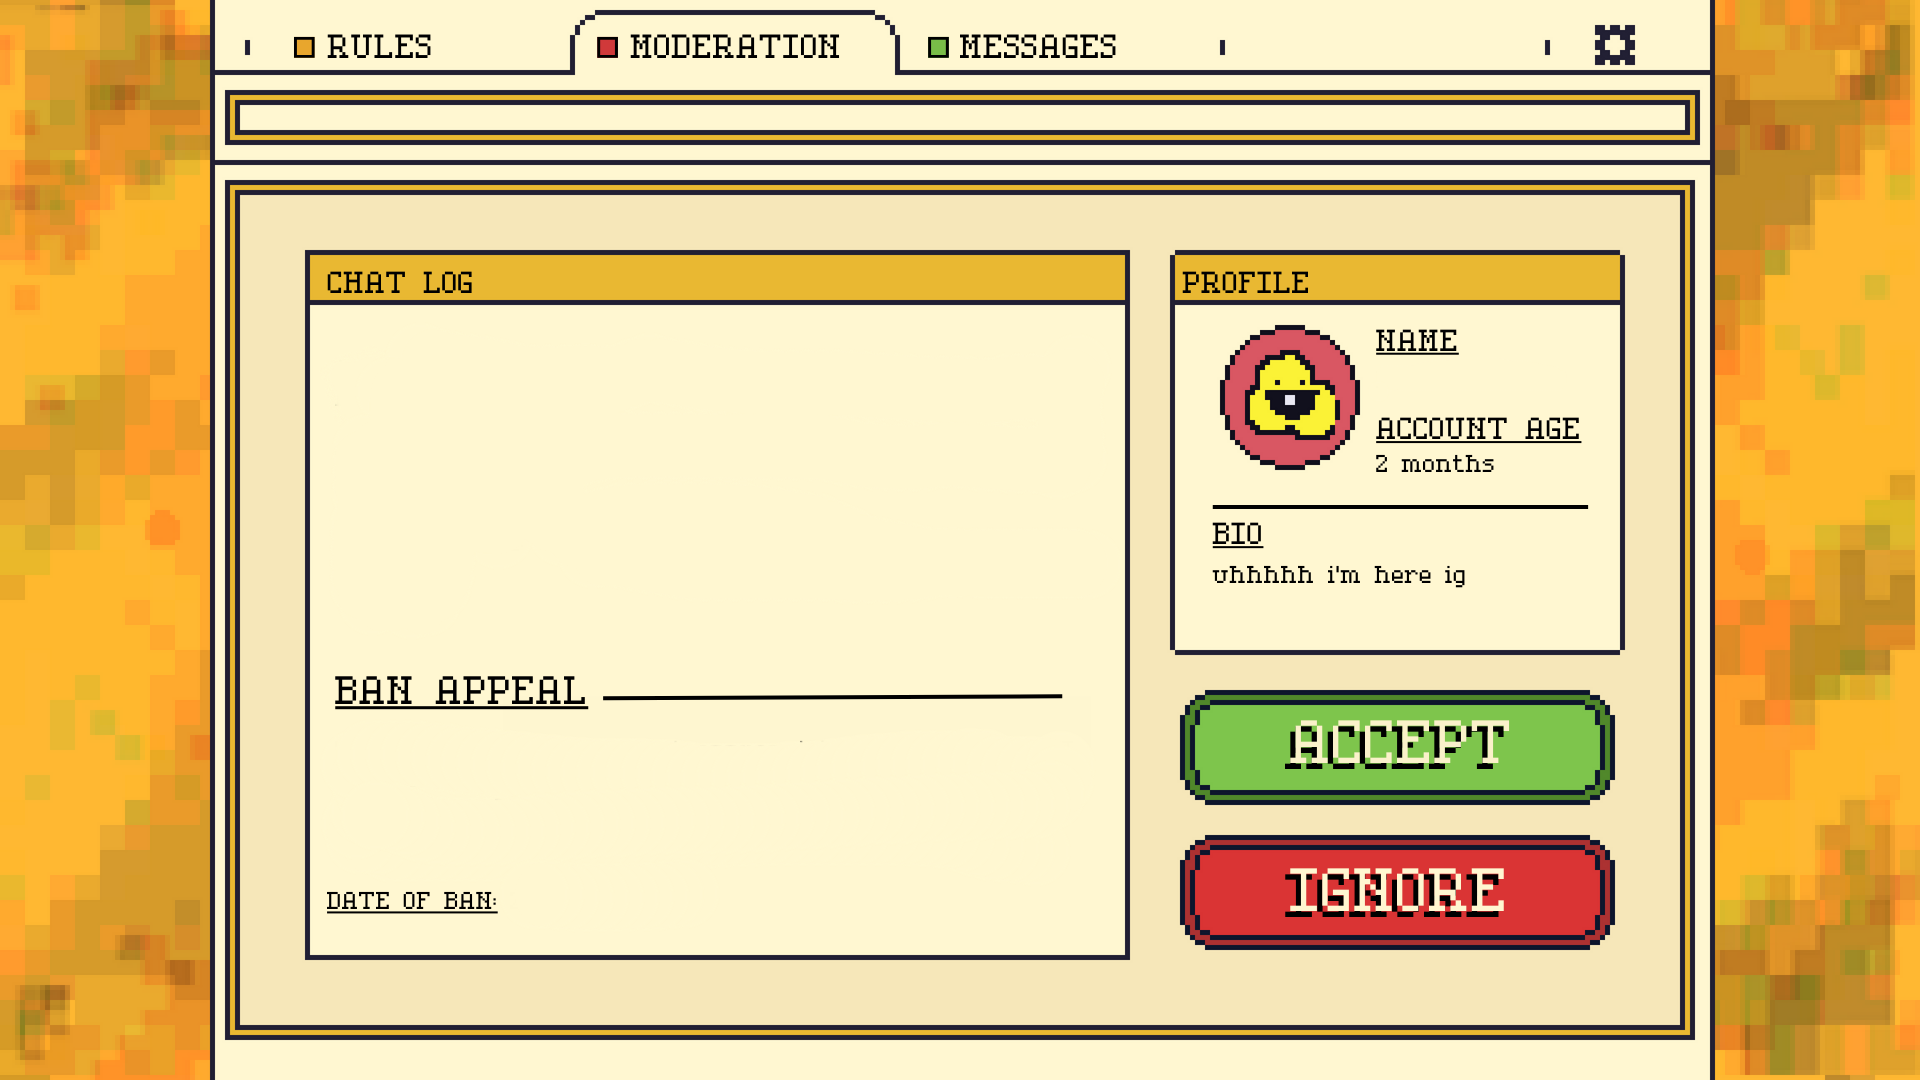 RULES
MODERATION
MESSAGES
CHAT LOG
BAN APPEAL
DATE OF BAN:
PROFILE
NAME
ACCOUNT AGE
2 months
BIO
uhhhhh i'm here ig
ACCEPT
IGNORE